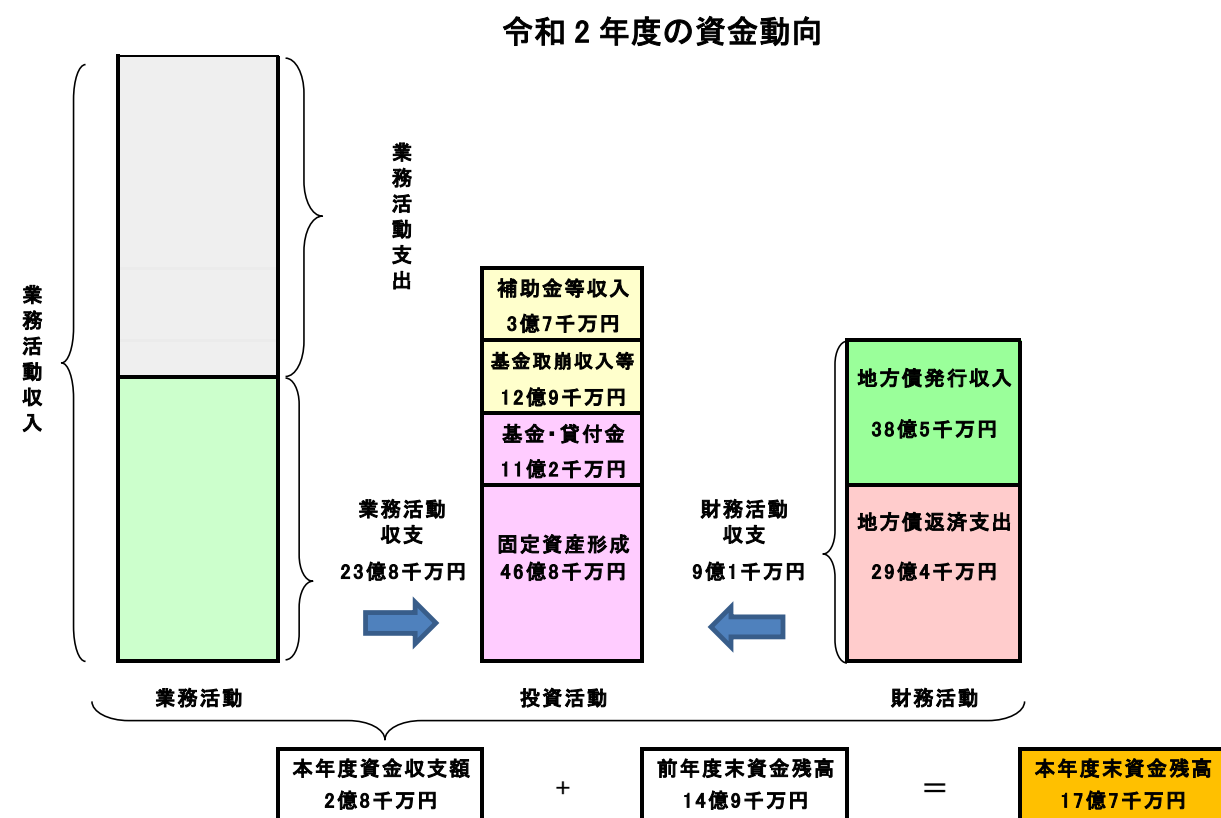 令和２年度の資金動向
業務活動収入
業務活動支出
業務活動
収支
23億8千万円
補助金等収入
3億7千万円
基金取崩収入等
12億9千万円
基金・貸付金
11億2千万円
固定資産形成
46億8千万円
財務活動
収支
9億1千万円
地方債発行収入
38億5千万円
地方債返済支出
29億4千万円
業務活動
投資活動
財務活動
本年度資金収支額
2億8千万円
+
前年度末資金残高
14億9千万円
＝
本年度末資金残高
17億7千万円